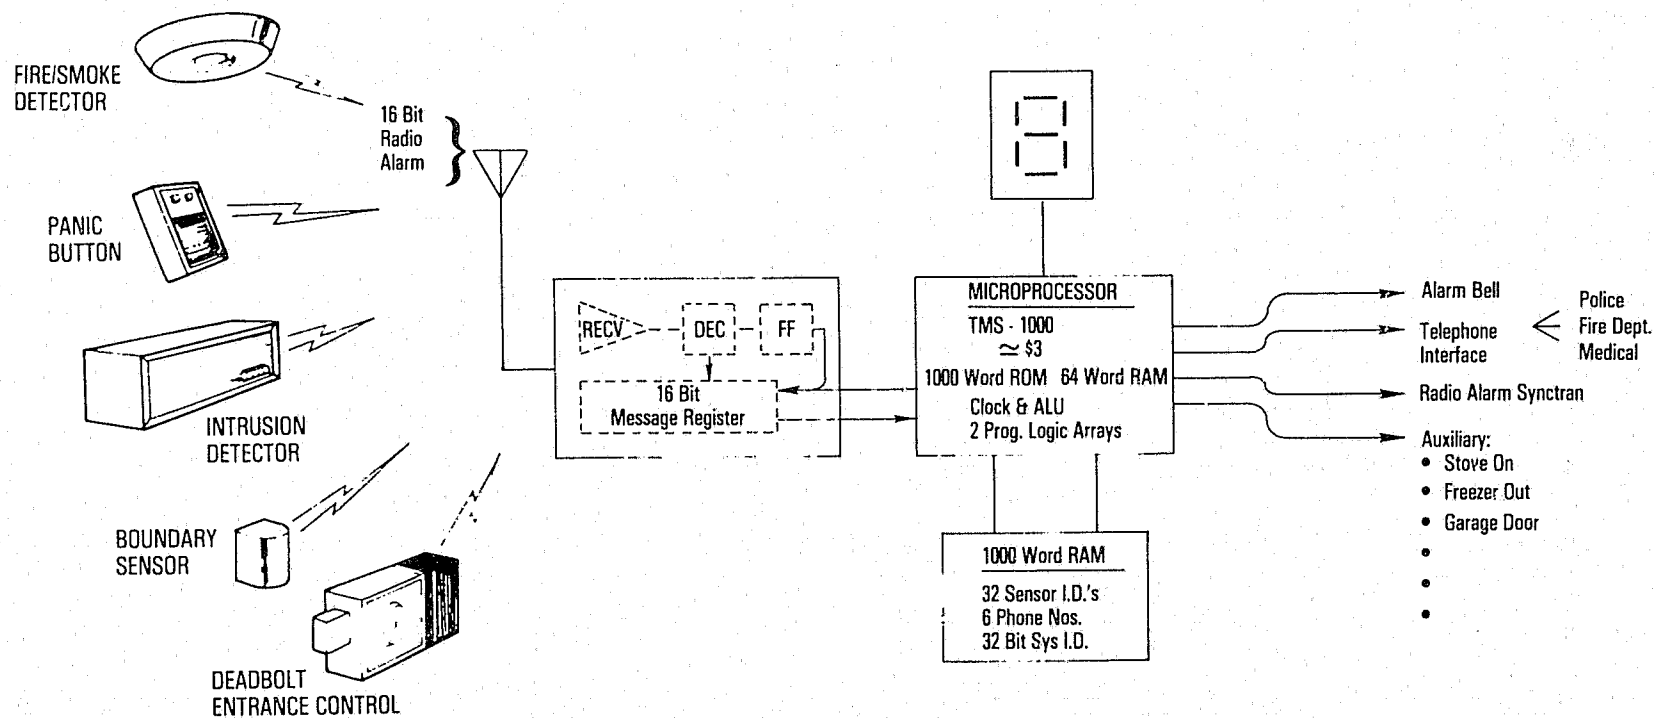 FIRE/SMOKE
DETECTOR
16 Bit
Radio
Alarm
PANIC
BUTTON
INTRUSION
DETECTOR
BOUNDARY
SENSOR
DEADBOLT
ENTRANCE CONTROL
RECV
DEC
FF
16 Bit
Message Register
MICROPROCESSOR
TMS - 1000
≃ $3
1000 Word ROM 64 Word RAM
Clock & ALU
2 Prog. Logic Arrays
1000 Word RAM
32 Sensor I.D.'s
6 Phone Nos.
32 Bit Sys I.D.
Alarm Bell
Telephone
Interface
Police
Fire Dept.
Medical
Radio Alarm Synctran
Auxiliary:
• Stove On
• Freezer Out
• Garage Door
•
•
•